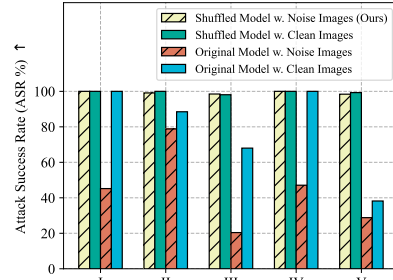 Shuffled Model w. Noise Images (Ours)
Shuffled Model w. Clean Images
Original Model w. Noise Images
Original Model w. Clean Images
Attack Success Rate (ASR %) ↑
100
80
60
40
20
0